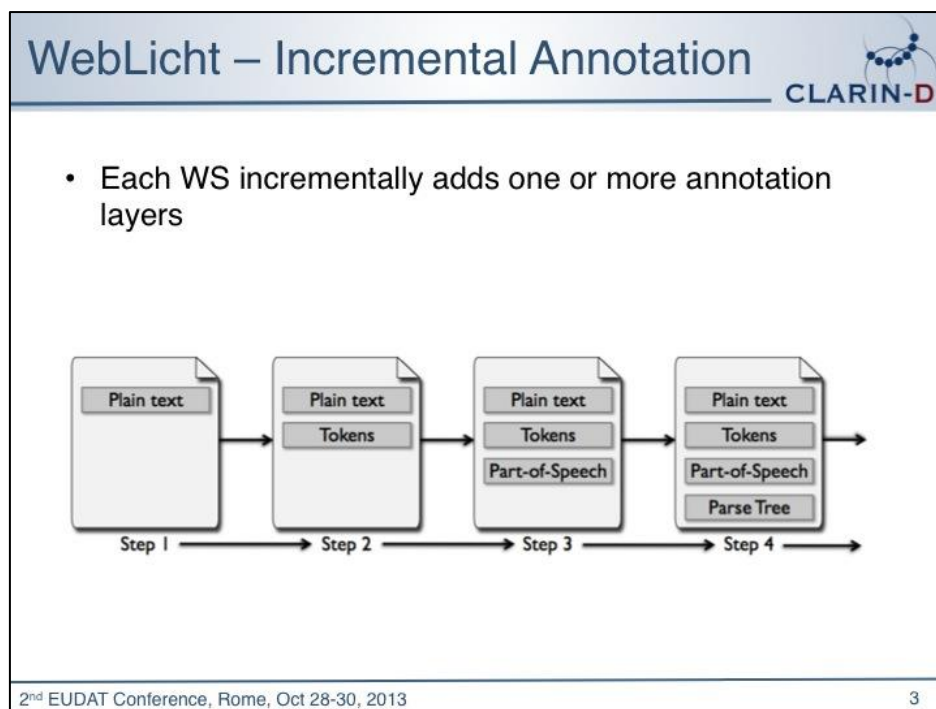 WebLicht – Incremental Annotation
CLARIN-D
• Each WS incrementally adds one or more annotation
layers
Plain text
Plain text
Tokens
Plain text
Tokens
Part-of-Speech
Plain text
Tokens
Part-of-Speech
Parse Tree
Step 1
Step 2
Step 3
Step 4
2nd EUDAT Conference, Rome, Oct 28-30, 2013
3